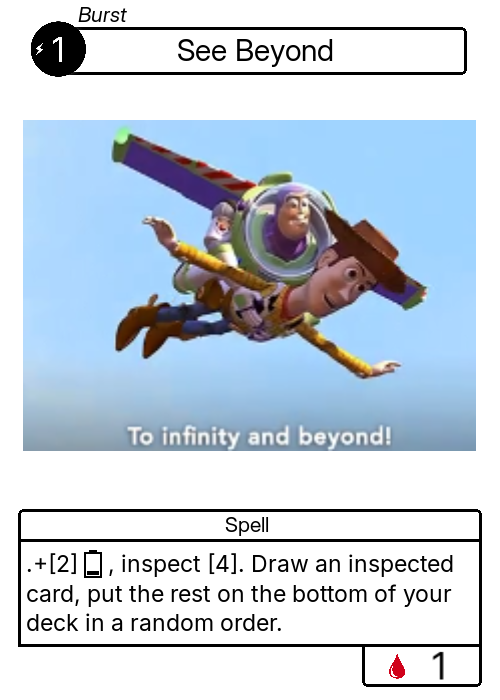 Burst
1
See Beyond
To infinity and beyond!
Spell
.+[2] , inspect [4]. Draw an inspected
card, put the rest on the bottom of your
deck in a random order.
1